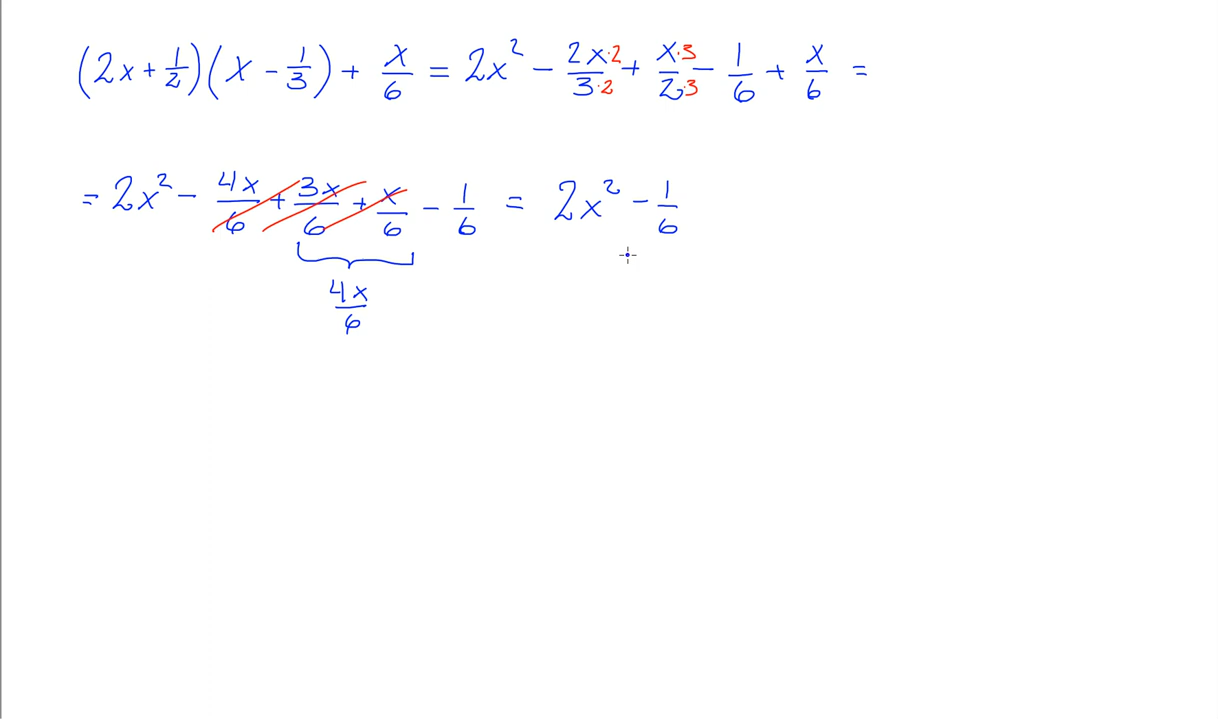 (2x + 1/2)(x - 1/3) + x/6 = 2x² - 2x·2/3·2 + x·3/2·3 - 1/6 + x/6 =
= 2x² - 4x/6 + 3x/6 + x/6 - 1/6 = 2x² - 1/6
4x/6